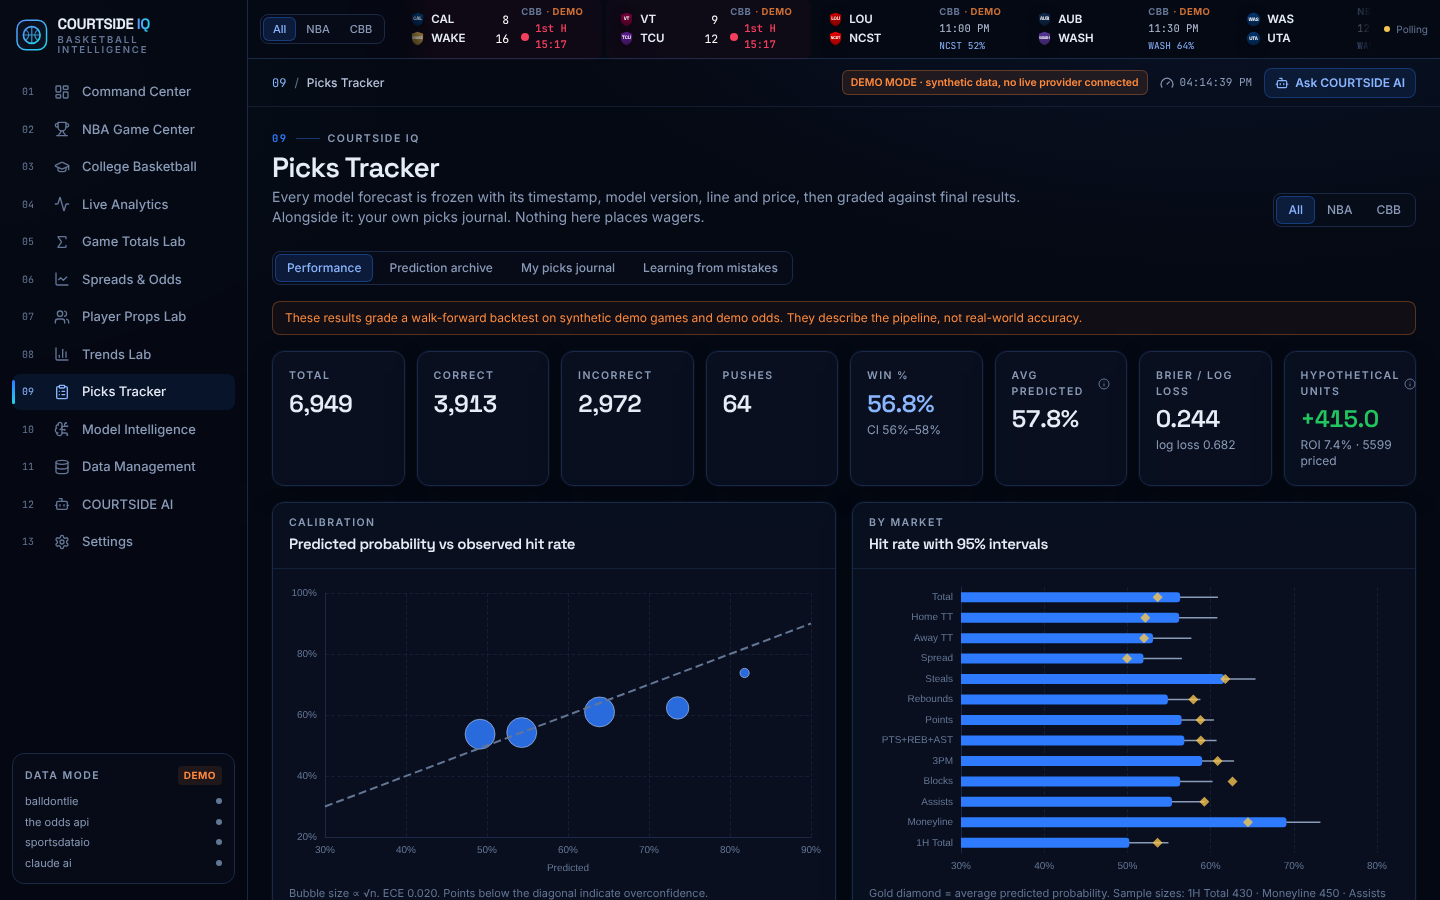 COURTSIDE IQ
BASKETBALL
INTELLIGENCE
01 Command Center
02 NBA Game Center
03 College Basketball
04 Live Analytics
05 Game Totals Lab
06 Spreads & Odds
07 Player Props Lab
08 Trends Lab
09 Picks Tracker
10 Model Intelligence
11 Data Management
12 COURTSIDE AI
13 Settings
DATA MODE DEMO
balldontlie
the odds api
sportsdataio
claude ai
All NBA CBB
CBB · DEMO
CAL 8 1st H
WAKE 16 15:17
CBB · DEMO
VT 9 1st H
TCU 12 15:17
CBB · DEMO
LOU 11:00 PM
NCST NCST 52%
CBB · DEMO
AUB 11:30 PM
WASH WASH 64%
WAS
UTA
Polling
09 / Picks Tracker
DEMO MODE · synthetic data, no live provider connected
04:14:39 PM
Ask COURTSIDE AI
09 COURTSIDE IQ
Picks Tracker
Every model forecast is frozen with its timestamp, model version, line and price, then graded against final results.
Alongside it: your own picks journal. Nothing here places wagers.
All NBA CBB
Performance Prediction archive My picks journal Learning from mistakes
These results grade a walk-forward backtest on synthetic demo games and demo odds. They describe the pipeline, not real-world accuracy.
TOTAL
6,949
CORRECT
3,913
INCORRECT
2,972
PUSHES
64
WIN %
56.8%
CI 56%–58%
AVG
PREDICTED
57.8%
BRIER / LOG
LOSS
0.244
log loss 0.682
HYPOTHETICAL
UNITS
+415.0
ROI 7.4% · 5599
priced
CALIBRATION
Predicted probability vs observed hit rate
100%
80%
60%
40%
20%
30% 40% 50% 60% 70% 80% 90%
Predicted
Bubble size ∝ √n. ECE 0.020. Points below the diagonal indicate overconfidence.
BY MARKET
Hit rate with 95% intervals
Total
Home TT
Away TT
Spread
Steals
Rebounds
Points
PTS+REB+AST
3PM
Blocks
Assists
Moneyline
1H Total
30% 40% 50% 60% 70% 80%
Gold diamond = average predicted probability. Sample sizes: 1H Total 430 · Moneyline 450 · Assists